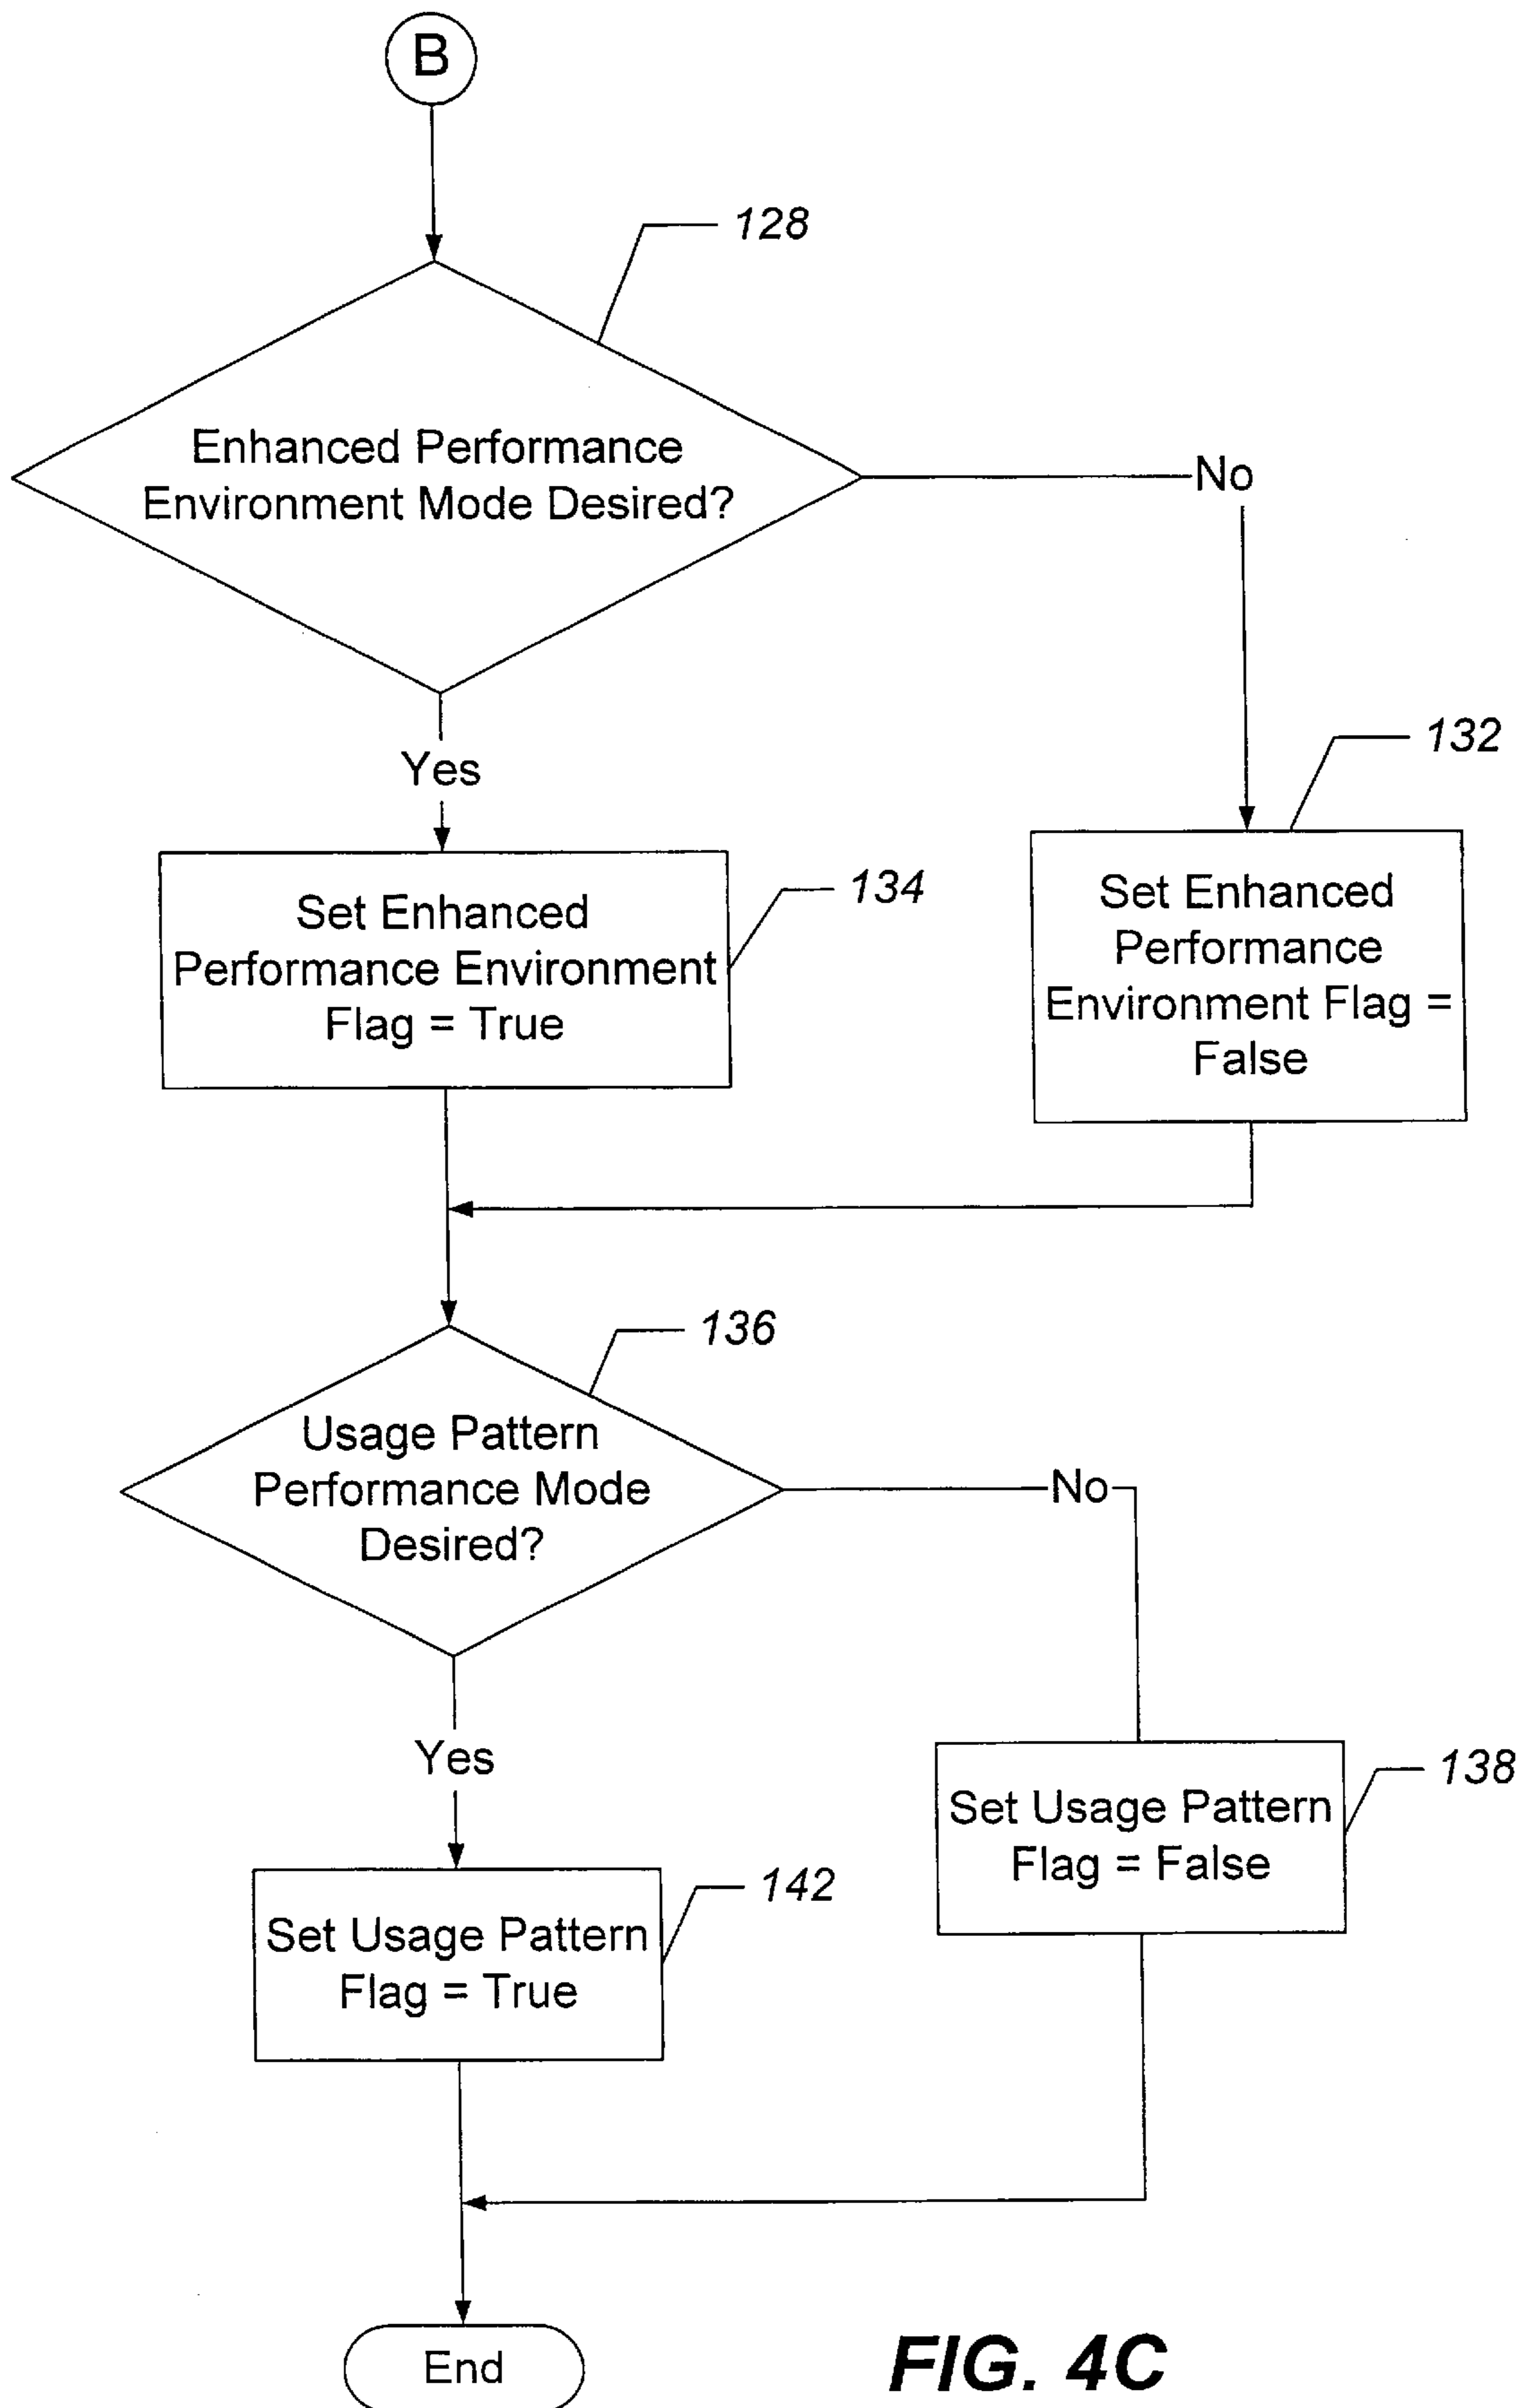 B
128
Enhanced Performance
Environment Mode Desired?
No
Yes
132
134
Set Enhanced
Performance Environment
Flag = True
Set Enhanced
Performance
Environment Flag =
False
136
Usage Pattern
Performance Mode
Desired?
No
Yes
138
Set Usage Pattern
Flag = False
142
Set Usage Pattern
Flag = True
End
FIG. 4C